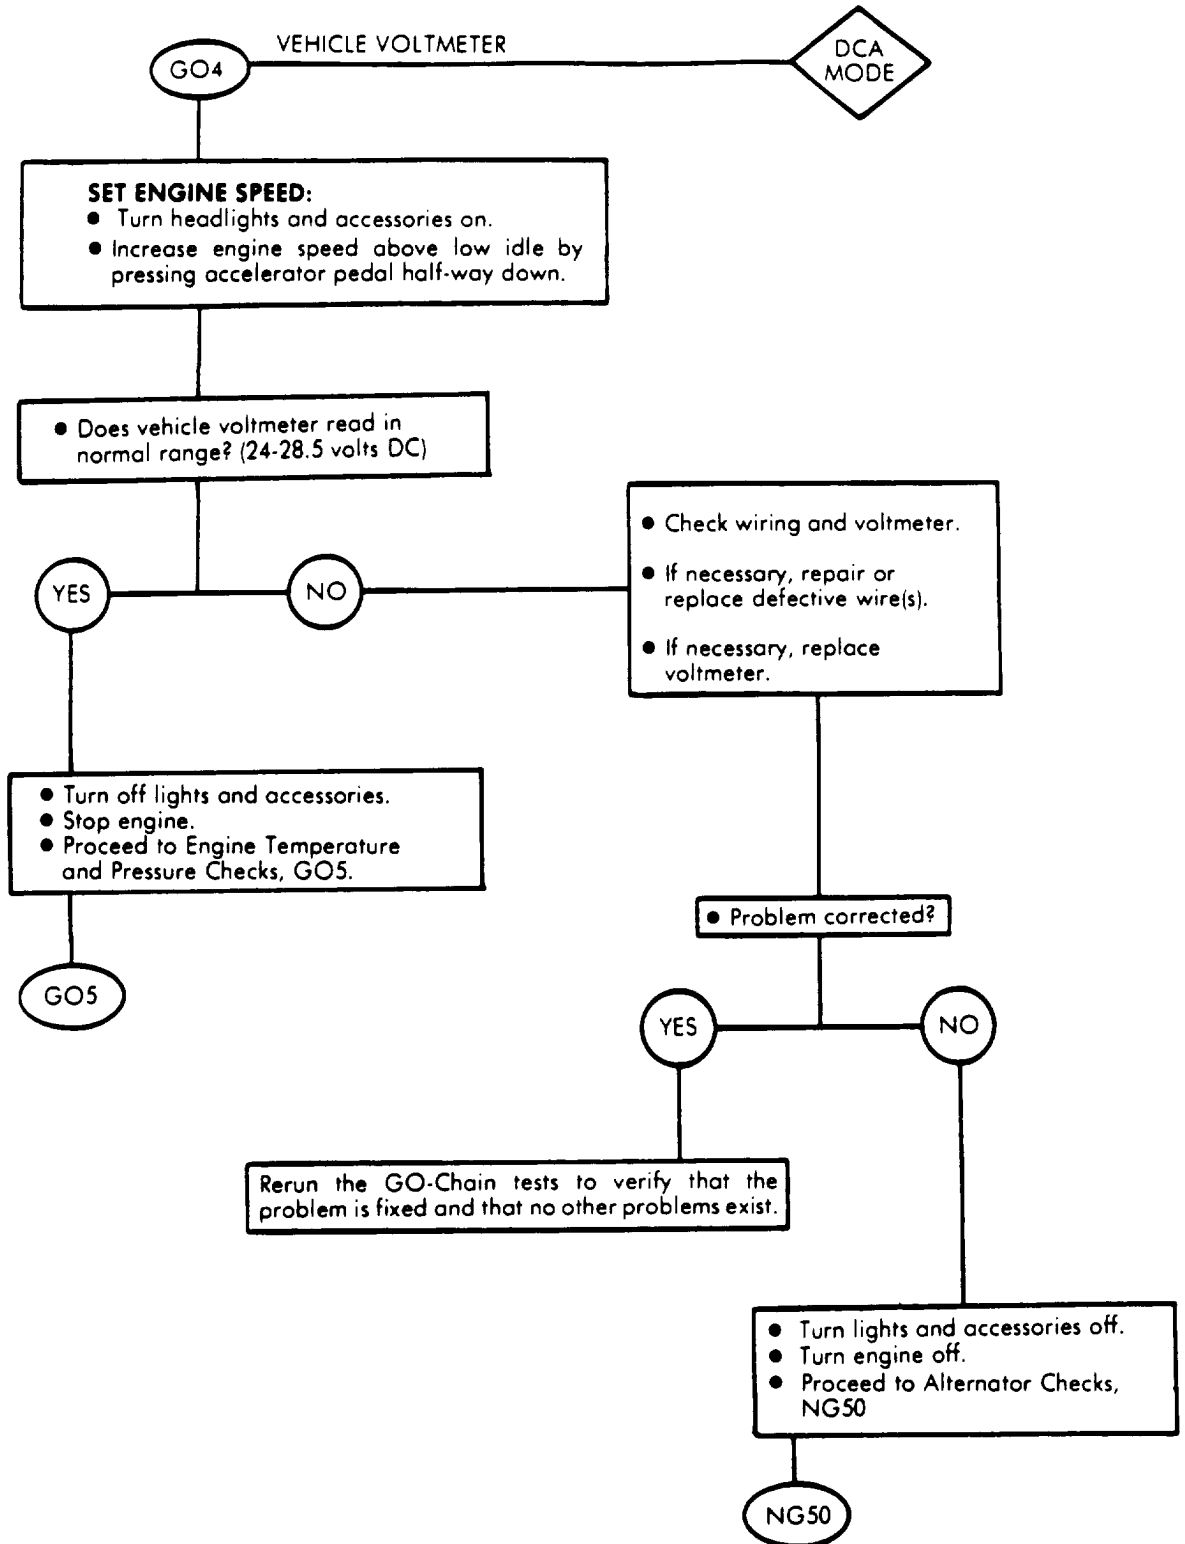 VEHICLE VOLTMETER
GO4
DCA
MODE
SET ENGINE SPEED:
● Turn headlights and accessories on.
● Increase engine speed above low idle by
pressing accelerator pedal half-way down.
● Does vehicle voltmeter read in
normal range? (24-28.5 volts DC)
YES
NO
● Check wiring and voltmeter.
● If necessary, repair or
replace defective wire(s).
● If necessary, replace
voltmeter.
● Turn off lights and accessories.
● Stop engine.
● Proceed to Engine Temperature
and Pressure Checks, GO5.
GO5
● Problem corrected?
YES
NO
Rerun the GO-Chain tests to verify that the
problem is fixed and that no other problems exist.
● Turn lights and accessories off.
● Turn engine off.
● Proceed to Alternator Checks,
NG50
NG50